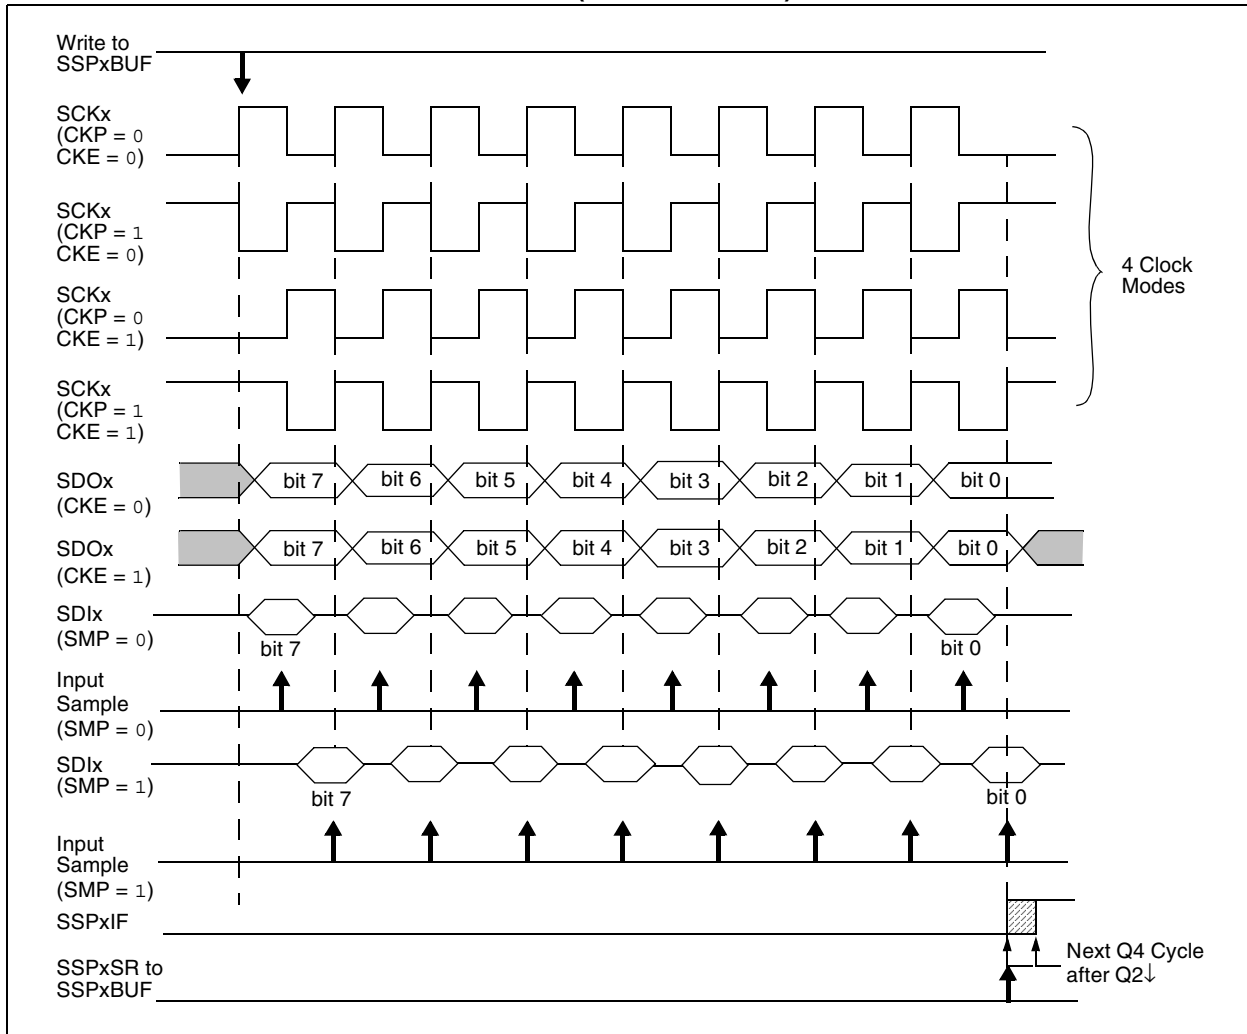 Write to
SSPxBUF
SCKx
(CKP = 0
CKE = 0)
SCKx
(CKP = 1
CKE = 0)
4 Clock
Modes
SCKx
(CKP = 0
CKE = 1)
SCKx
(CKP = 1
CKE = 1)
SDOx
(CKE = 0)
bit 7 bit 6 bit 5 bit 4 bit 3 bit 2 bit 1 bit 0
SDOx
(CKE = 1)
bit 7 bit 6 bit 5 bit 4 bit 3 bit 2 bit 1 bit 0
SDIx
(SMP = 0)
bit 7 bit 0
Input
Sample
(SMP = 0)
SDIx
(SMP = 1)
bit 7 bit 0
Input
Sample
(SMP = 1)
SSPxIF
Next Q4 Cycle
after Q2↓
SSPxSR to
SSPxBUF